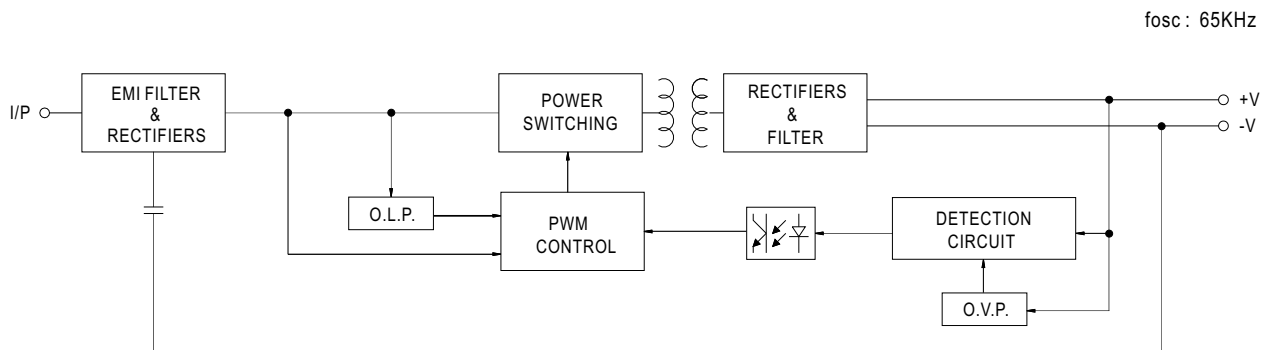 fosc : 65KHz
I/P
EMI FILTER
&
RECTIFIERS
POWER
SWITCHING
RECTIFIERS
&
FILTER
+V
-V
O.L.P.
PWM
CONTROL
DETECTION
CIRCUIT
O.V.P.